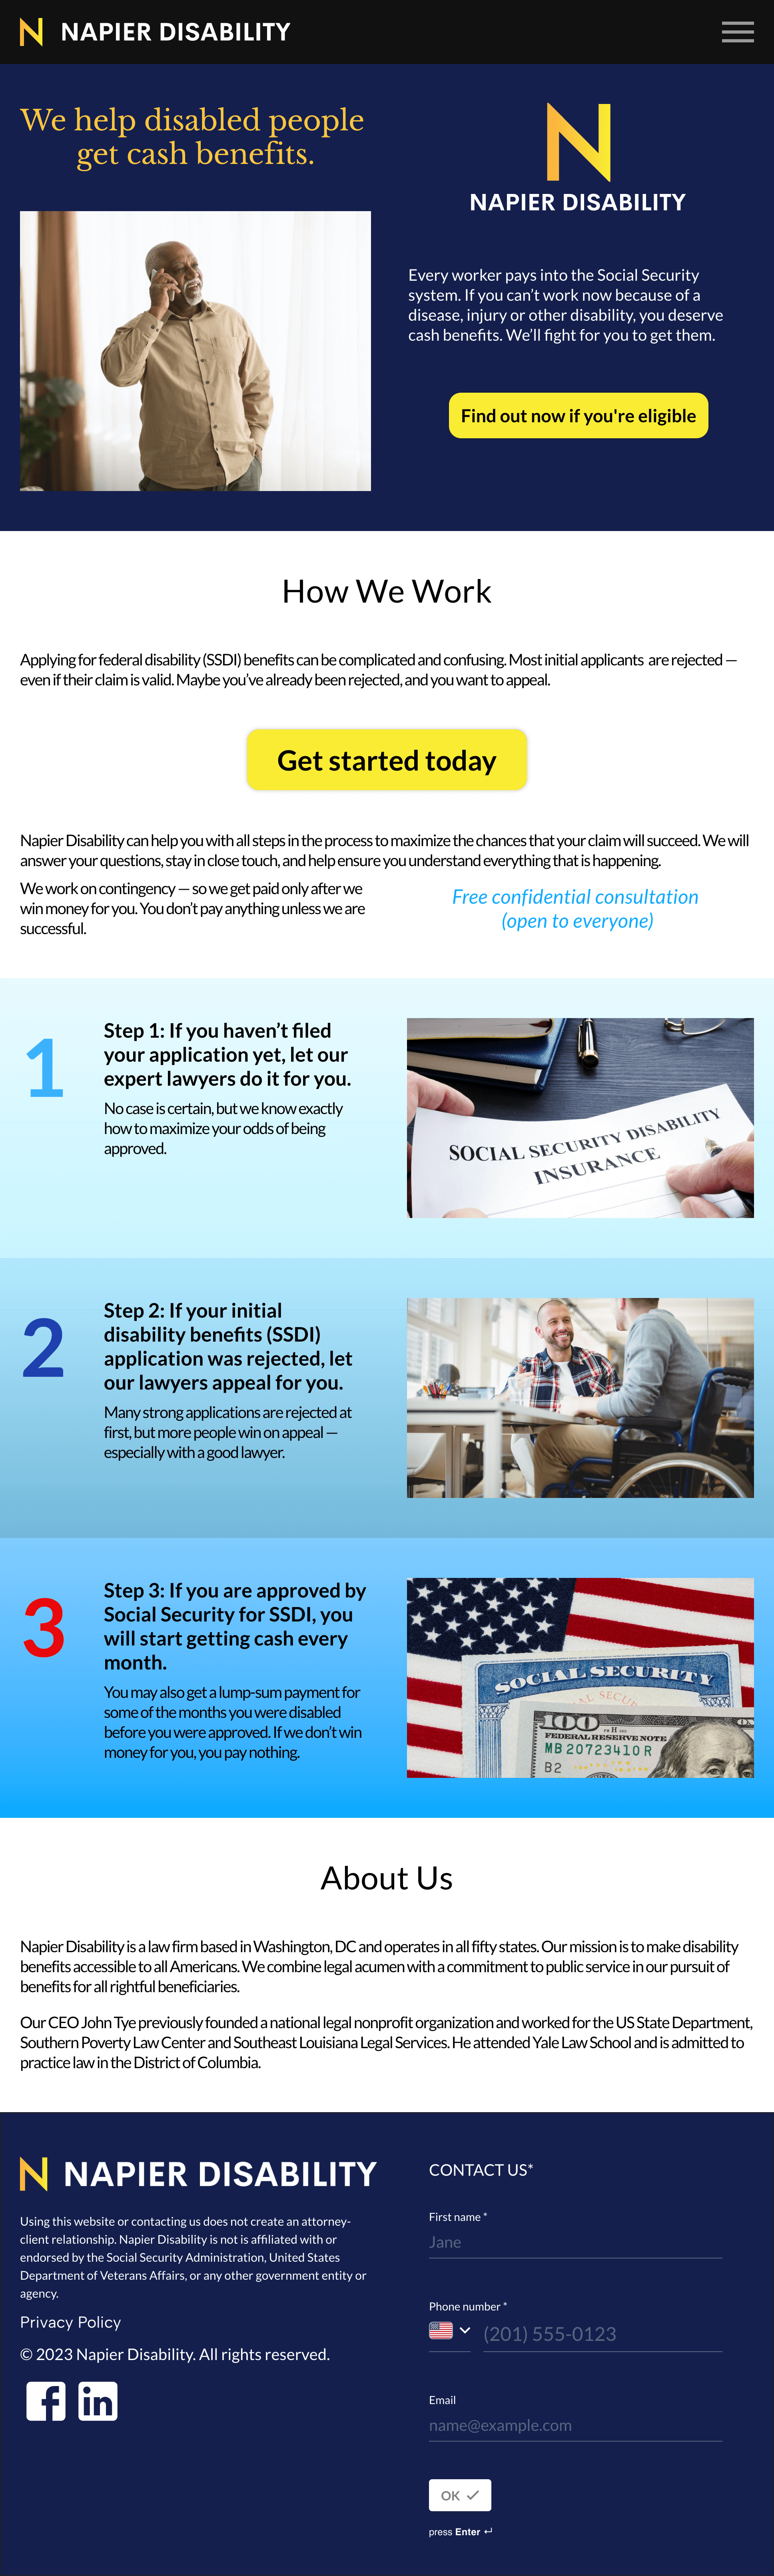 NAPIER DISABILITY
We help disabled people
get cash benefits.
NAPIER DISABILITY
Every worker pays into the Social Security
system. If you can’t work now because of a
disease, injury or other disability, you deserve
cash benefits. We’ll fight for you to get them.
Find out now if you're eligible
How We Work
Applying for federal disability (SSDI) benefits can be complicated and confusing. Most initial applicants are rejected —
even if their claim is valid. Maybe you’ve already been rejected, and you want to appeal.
Get started today
Napier Disability can help you with all steps in the process to maximize the chances that your claim will succeed. We will
answer your questions, stay in close touch, and help ensure you understand everything that is happening.
We work on contingency — so we get paid only after we
win money for you. You don’t pay anything unless we are
successful.
Free confidential consultation
(open to everyone)
1
Step 1: If you haven’t filed
your application yet, let our
expert lawyers do it for you.
No case is certain, but we know exactly
how to maximize your odds of being
approved.
SOCIAL SECURITY DISABILITY
INSURANCE
2
Step 2: If your initial
disability benefits (SSDI)
application was rejected, let
our lawyers appeal for you.
Many strong applications are rejected at
first, but more people win on appeal —
especially with a good lawyer.
3
Step 3: If you are approved by
Social Security for SSDI, you
will start getting cash every
month.
You may also get a lump-sum payment for
some of the months you were disabled
before you were approved. If we don’t win
money for you, you pay nothing.
SOCIAL SECURITY
SOCIAL SECUR
100
FEDERAL RESERVE NOTE
MB 20723410 R
B2
About Us
Napier Disability is a law firm based in Washington, DC and operates in all fifty states. Our mission is to make disability
benefits accessible to all Americans. We combine legal acumen with a commitment to public service in our pursuit of
benefits for all rightful beneficiaries.
Our CEO John Tye previously founded a national legal nonprofit organization and worked for the US State Department,
Southern Poverty Law Center and Southeast Louisiana Legal Services. He attended Yale Law School and is admitted to
practice law in the District of Columbia.
NAPIER DISABILITY
Using this website or contacting us does not create an attorney-
client relationship. Napier Disability is not is affiliated with or
endorsed by the Social Security Administration, United States
Department of Veterans Affairs, or any other government entity or
agency.
Privacy Policy
© 2023 Napier Disability. All rights reserved.
CONTACT US*
First name *
Jane
Phone number *
(201) 555-0123
Email
name@example.com
OK
press Enter ↵